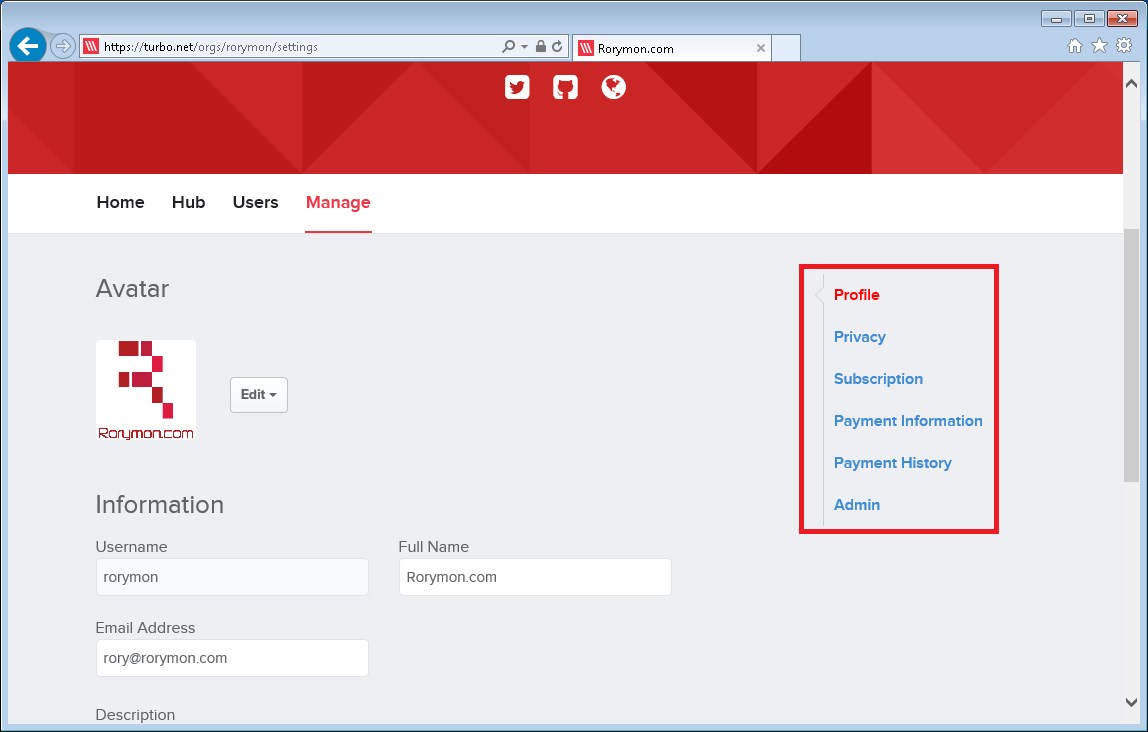 https://turbo.net/orgs/rorymon/settings
Rorymon.com
Home Hub Users Manage
Avatar
Rorymon.com
Edit
Information
Username
rorymon
Full Name
Rorymon.com
Email Address
rory@rorymon.com
Description
Profile
Privacy
Subscription
Payment Information
Payment History
Admin